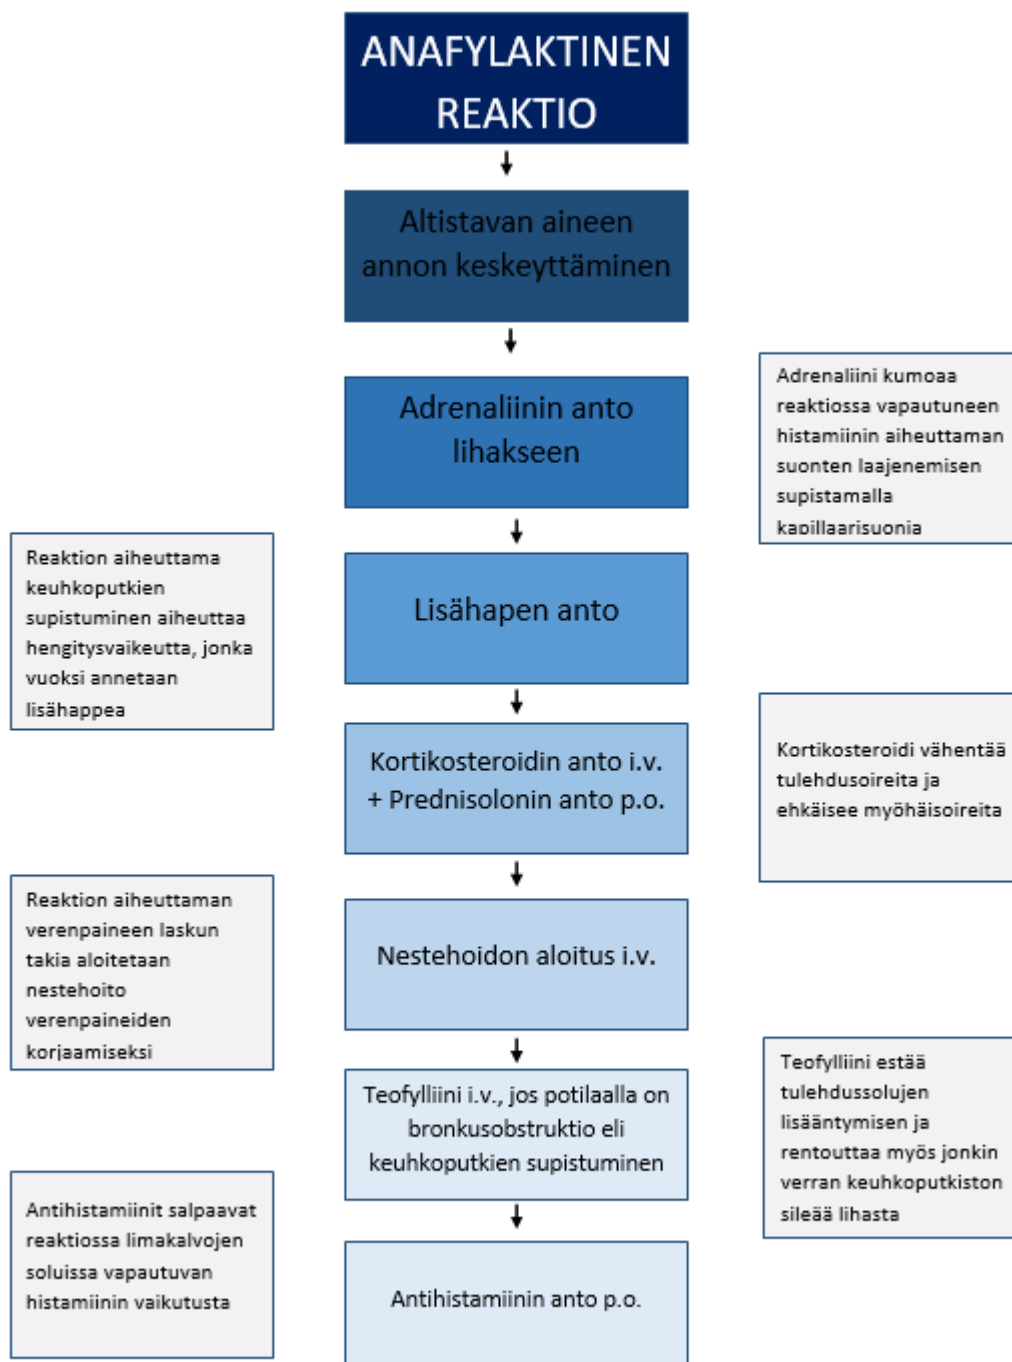 ANAFYLAKTINEN
REAKTIO
Altistavan aineen
annon keskeyttäminen
Adrenaliinin anto
lihakseen
Adrenaliini kumoaa
reaktiossa vapautuneen
histamiinin aiheuttaman
suonten laajenemisen
supistamalla
kapillaarisuonia
Reaktion aiheuttama
keuhkoputkien
supistuminen aiheuttaa
hengitysvaikeutta, jonka
vuoksi annetaan
lisähappea
Lisähapen anto
Kortikosteroidin anto i.v.
+ Prednisolonin anto p.o.
Kortikosteroidi vähentää
tulehdusoireita ja
ehkäisee myöhäisoireita
Reaktion aiheuttaman
verenpaineen laskun
takia aloitetaan
nestehoito
verenpaineiden
korjaamiseksi
Nestehoidon aloitus i.v.
Teofylliini i.v., jos potilaalla on
bronkusobstruktio eli
keuhkoputkien supistuminen
Teofylliini estää
tulehdussolujen
lisääntymisen ja
rentouttaa myös jonkin
verran keuhkoputkiston
sileää lihasta
Antihistamiinit salpaavat
reaktiossa limakalvojen
soluissa vapautuvan
histamiinin vaikutusta
Antihistamiinin anto p.o.